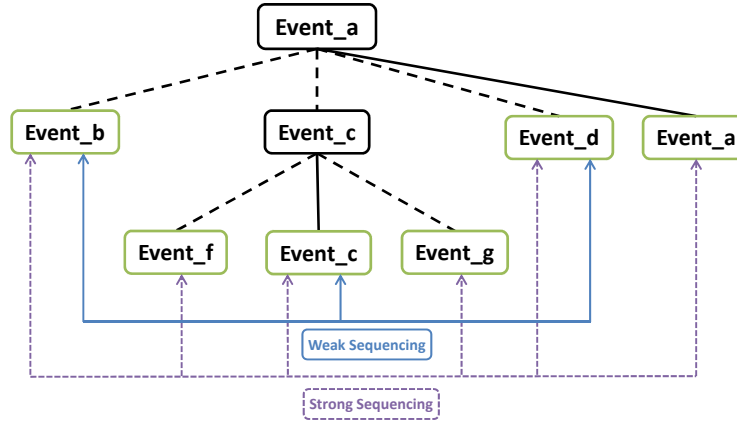 Event_a
Event_b
Event_c
Event_d
Event_a
Event_f
Event_c
Event_g
Weak Sequencing
Strong Sequencing